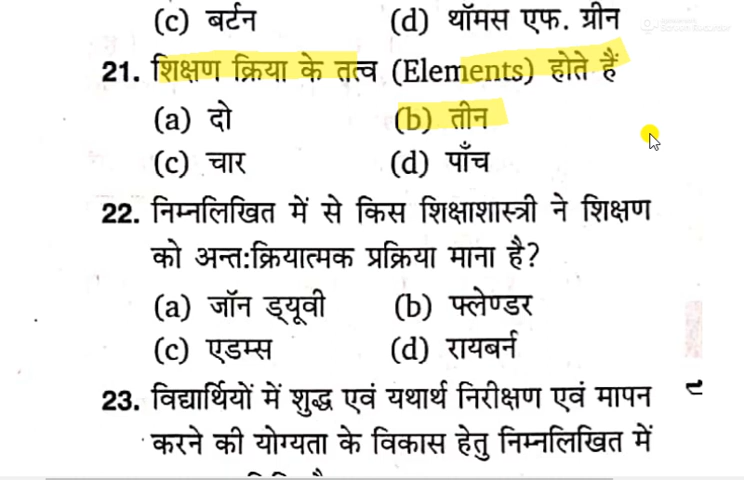 (c) बर्टन (d) थॉमस एफ. ग्रीन
21. शिक्षण क्रिया के तत्व (Elements) होते हैं
(a) दो (b) तीन
(c) चार (d) पाँच
22. निम्नलिखित में से किस शिक्षाशास्त्री ने शिक्षण
को अन्त:क्रियात्मक प्रक्रिया माना है?
(a) जॉन ड्यूवी (b) फ्लेण्डर
(c) एडम्स (d) रायबर्न
23. विद्यार्थियों में शुद्ध एवं यथार्थ निरीक्षण एवं मापन
करने की योग्यता के विकास हेतु निम्नलिखित में